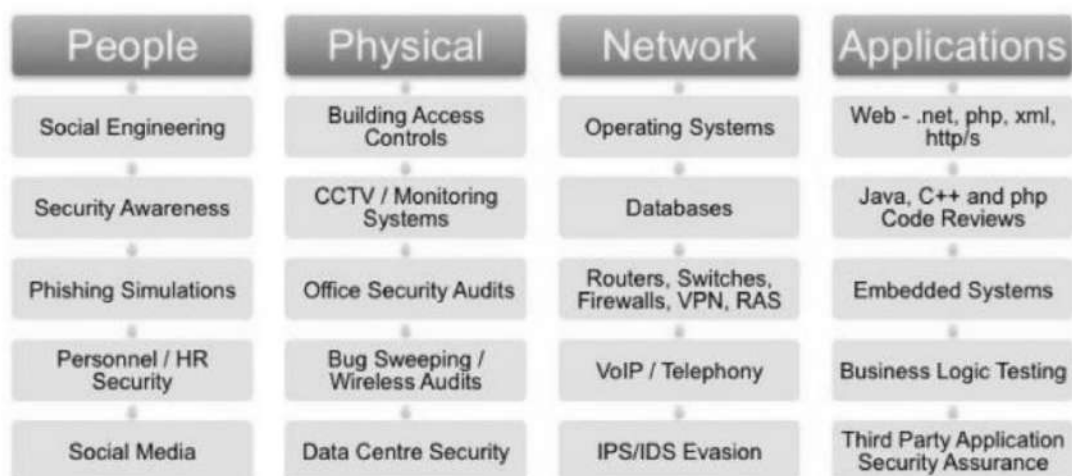 People
Social Engineering
Security Awareness
Phishing Simulations
Personnel / HR
Security
Social Media
Physical
Building Access
Controls
CCTV / Monitoring
Systems
Office Security Audits
Bug Sweeping /
Wireless Audits
Data Centre Security
Network
Operating Systems
Databases
Routers, Switches,
Firewalls, VPN, RAS
VoIP / Telephony
IPS/IDS Evasion
Applications
Web - .net, php, xml,
http/s
Java, C++ and php
Code Reviews
Embedded Systems
Business Logic Testing
Third Party Application
Security Assurance